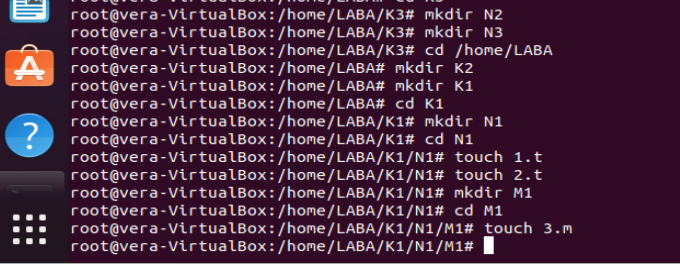 root@vera-VirtualBox:/home/LABA/K3# mkdir N2
root@vera-VirtualBox:/home/LABA/K3# mkdir N3
root@vera-VirtualBox:/home/LABA/K3# cd /home/LABA
root@vera-VirtualBox:/home/LABA# mkdir K2
root@vera-VirtualBox:/home/LABA# mkdir K1
root@vera-VirtualBox:/home/LABA# cd K1
root@vera-VirtualBox:/home/LABA/K1# mkdir N1
root@vera-VirtualBox:/home/LABA/K1# cd N1
root@vera-VirtualBox:/home/LABA/K1/N1# touch 1.t
root@vera-VirtualBox:/home/LABA/K1/N1# touch 2.t
root@vera-VirtualBox:/home/LABA/K1/N1# mkdir M1
root@vera-VirtualBox:/home/LABA/K1/N1# cd M1
root@vera-VirtualBox:/home/LABA/K1/N1/M1# touch 3.m
root@vera-VirtualBox:/home/LABA/K1/N1/M1#